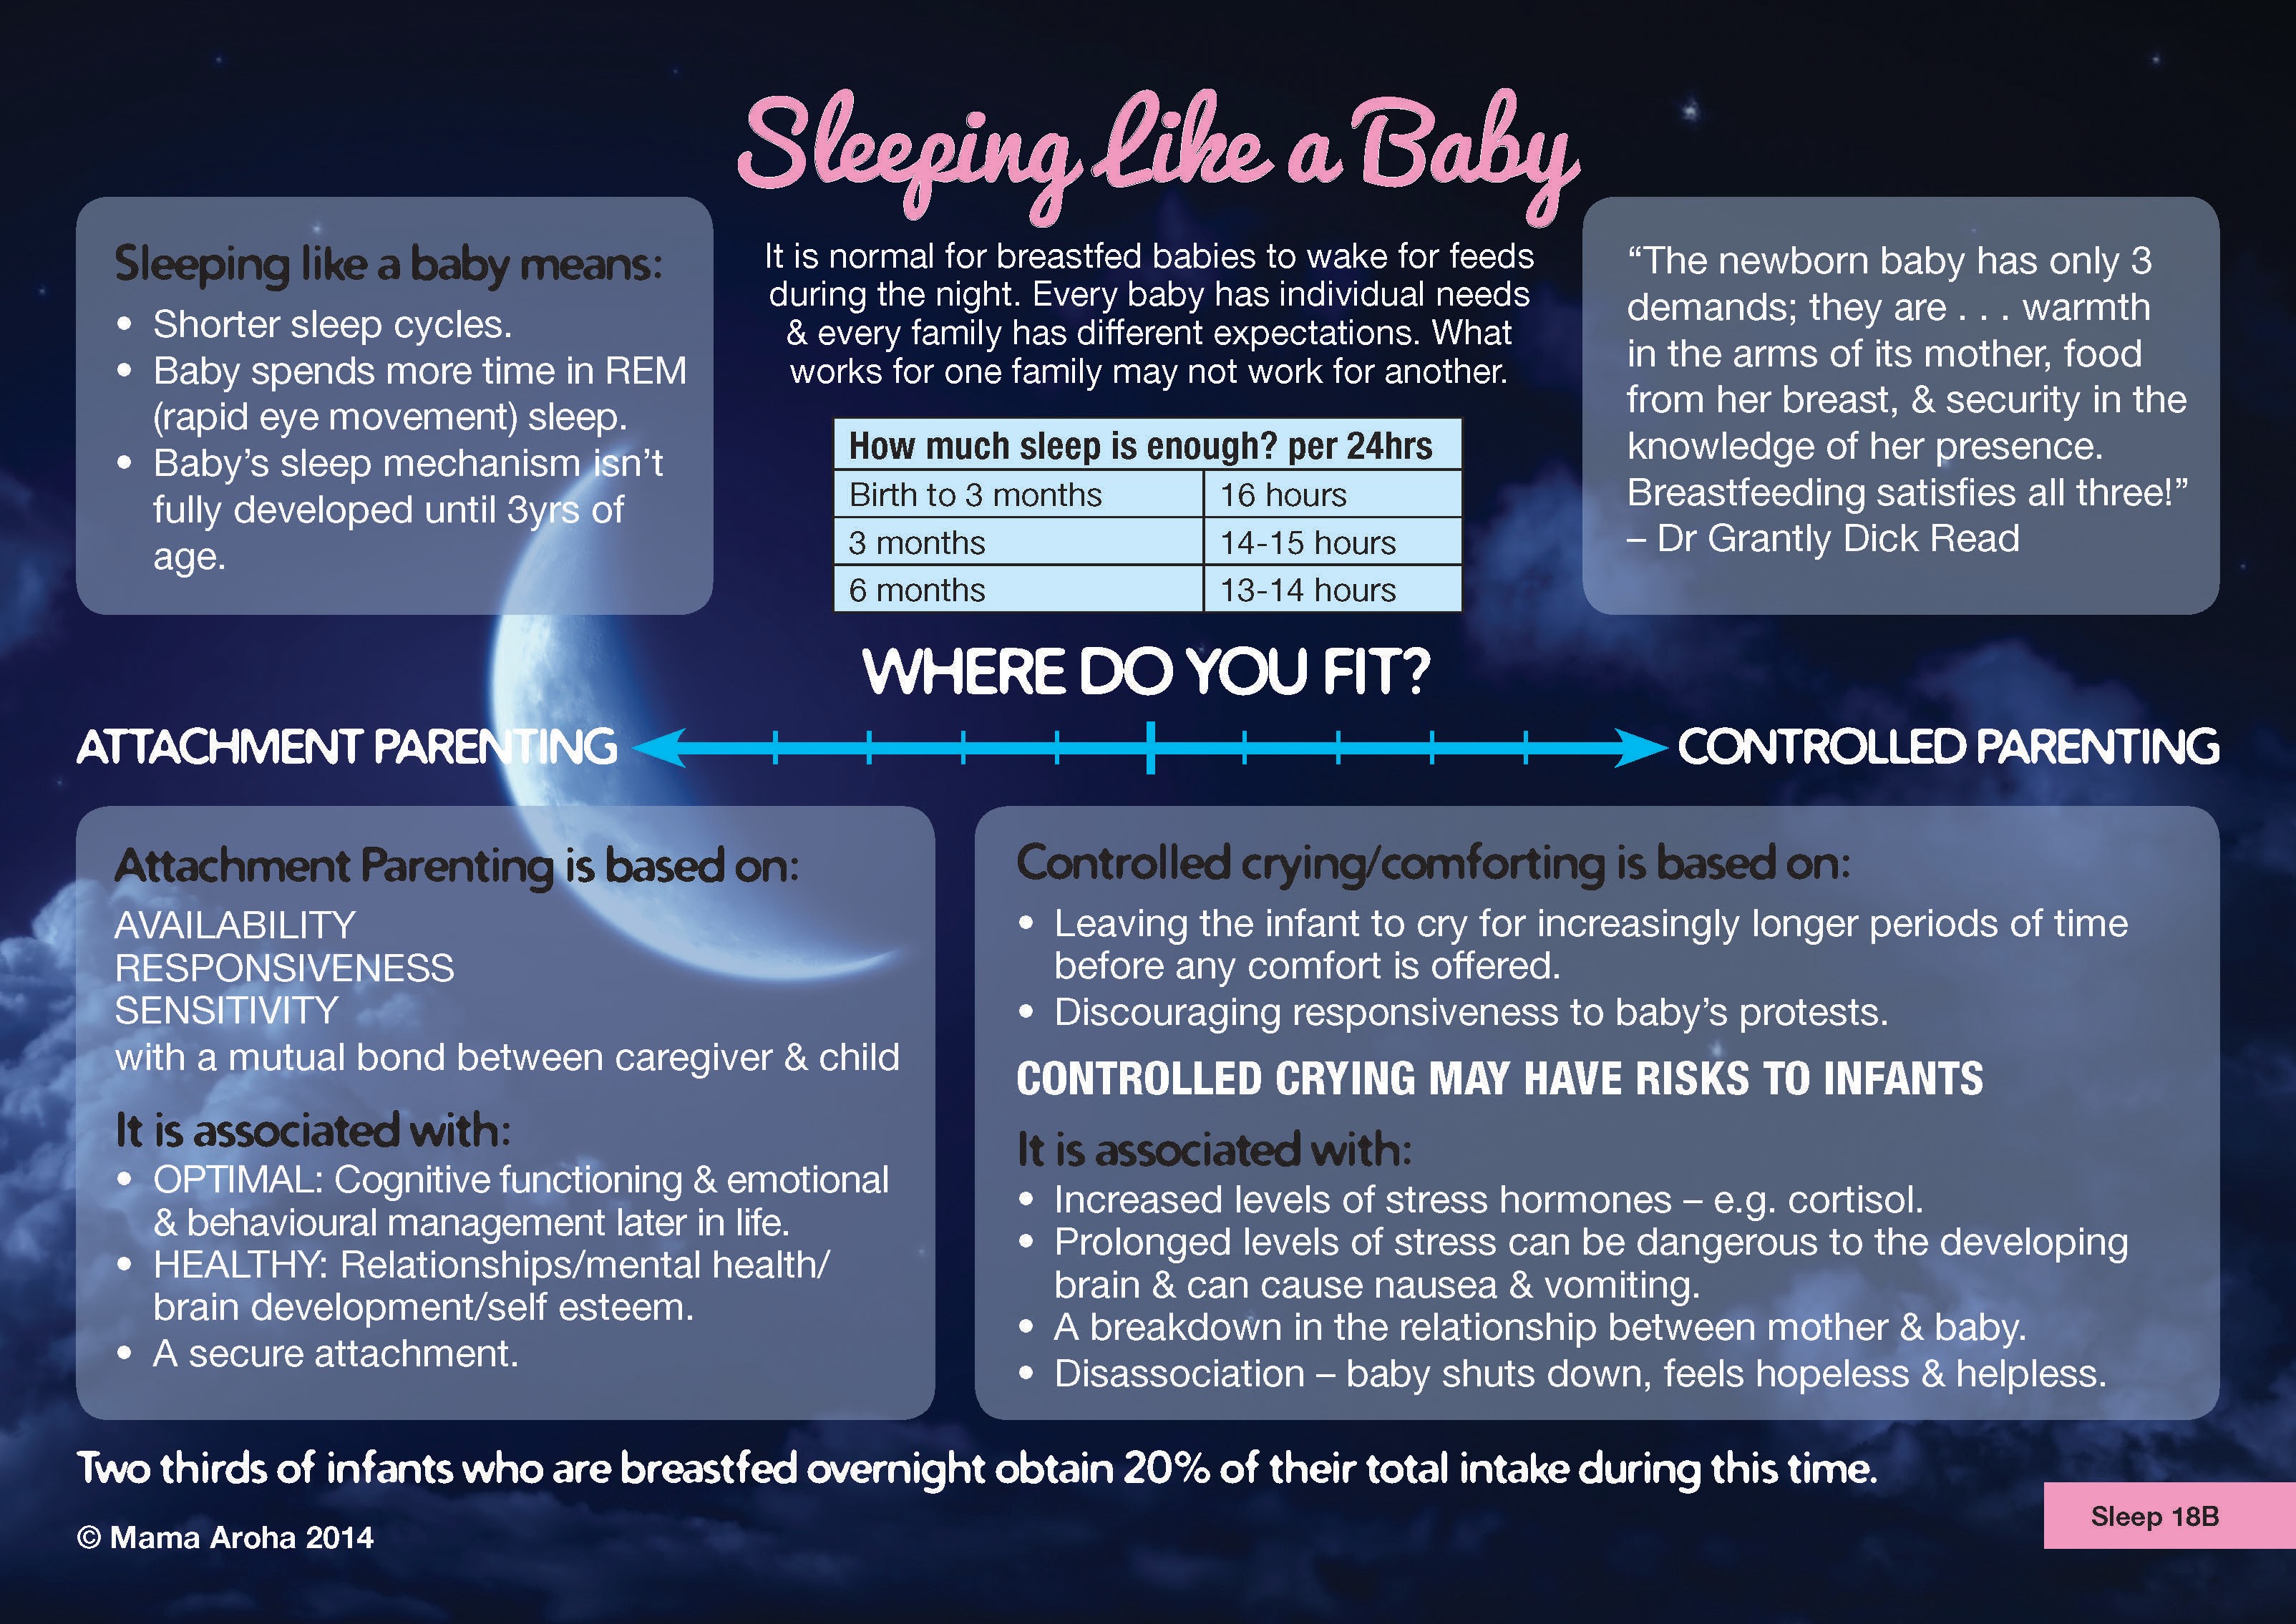 Sleeping Like a Baby
Sleeping like a baby means:
• Shorter sleep cycles.
• Baby spends more time in REM
(rapid eye movement) sleep.
• Baby’s sleep mechanism isn’t
fully developed until 3yrs of
age.
It is normal for breastfed babies to wake for feeds
during the night. Every baby has individual needs
& every family has different expectations. What
works for one family may not work for another.
How much sleep is enough? per 24hrs
Birth to 3 months 16 hours
3 months 14-15 hours
6 months 13-14 hours
“The newborn baby has only 3
demands; they are . . . warmth
in the arms of its mother, food
from her breast, & security in the
knowledge of her presence.
Breastfeeding satisfies all three!”
– Dr Grantly Dick Read
WHERE DO YOU FIT?
ATTACHMENT PARENTING CONTROLLED PARENTING
Attachment Parenting is based on:
AVAILABILITY
RESPONSIVENESS
SENSITIVITY
with a mutual bond between caregiver & child
It is associated with:
• OPTIMAL: Cognitive functioning & emotional
& behavioural management later in life.
• HEALTHY: Relationships/mental health/
brain development/self esteem.
• A secure attachment.
Controlled crying/comforting is based on:
• Leaving the infant to cry for increasingly longer periods of time
before any comfort is offered.
• Discouraging responsiveness to baby’s protests.
CONTROLLED CRYING MAY HAVE RISKS TO INFANTS
It is associated with:
• Increased levels of stress hormones – e.g. cortisol.
• Prolonged levels of stress can be dangerous to the developing
brain & can cause nausea & vomiting.
• A breakdown in the relationship between mother & baby.
• Disassociation – baby shuts down, feels hopeless & helpless.
Two thirds of infants who are breastfed overnight obtain 20% of their total intake during this time.
© Mama Aroha 2014
Sleep 18B